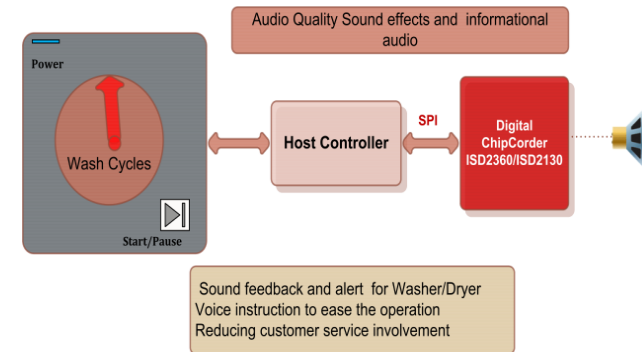 Audio Quality Sound effects and informational
audio
Power
Wash Cycles
Start/Pause
Host Controller
SPI
Digital
ChipCorder
ISD2360/ISD2130
Sound feedback and alert for Washer/Dryer
Voice instruction to ease the operation
Reducing customer service involvement